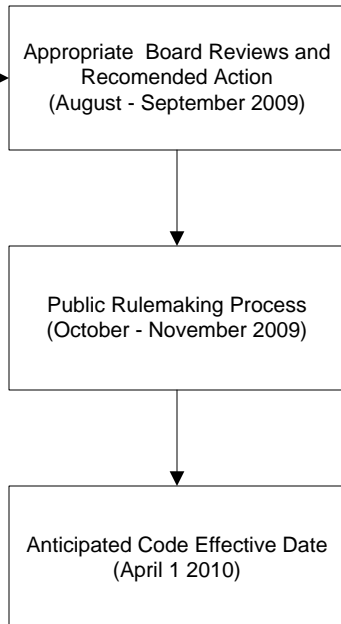 Appropriate  Board Reviews and
Recomended Action
(August - September 2009)
Public Rulemaking Process
(October - November 2009)
Anticipated Code Effective Date
(April 1 2010)